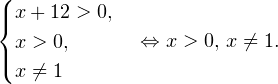 x + 12 > 0,
x > 0, ⇔ x > 0, x ≠ 1.
x ≠ 1